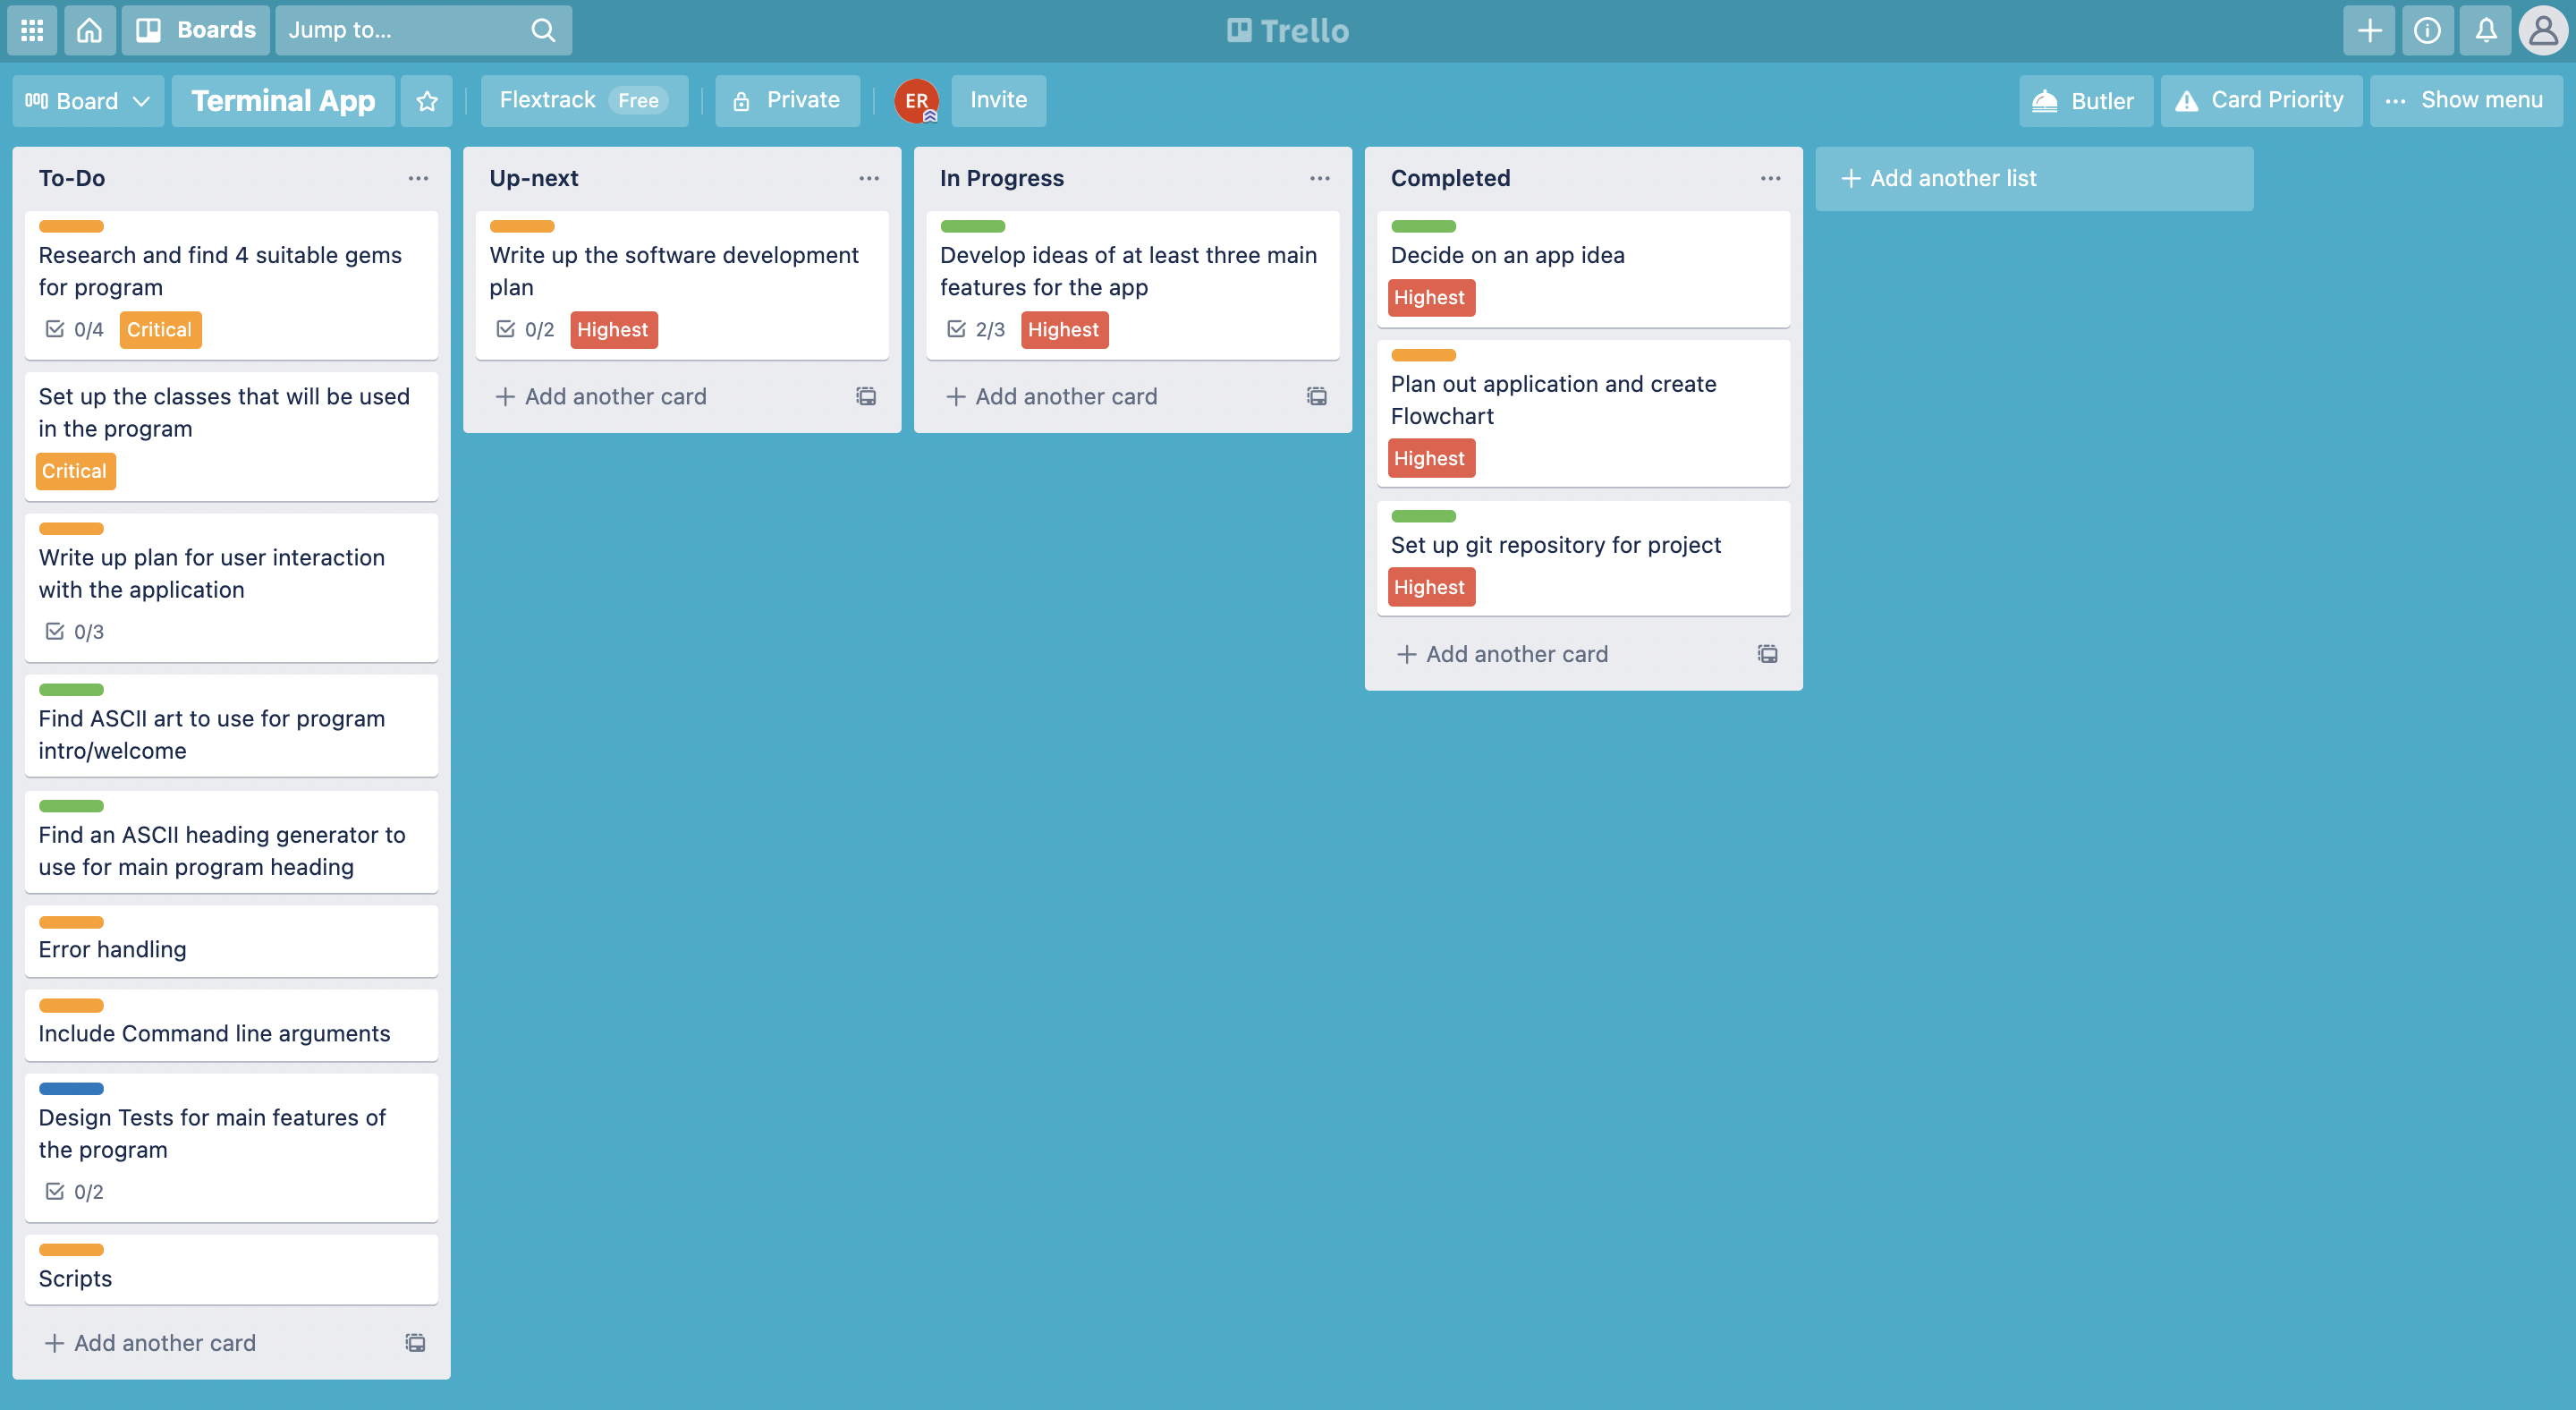 Boards
Jump to...
Trello
Board
Terminal App
Flextrack Free
Private
ER
Invite
Butler
Card Priority
Show menu
To-Do
Research and find 4 suitable gems
for program
0/4 Critical
Set up the classes that will be used
in the program
Critical
Write up plan for user interaction
with the application
0/3
Find ASCII art to use for program
intro/welcome
Find an ASCII heading generator to
use for main program heading
Error handling
Include Command line arguments
Design Tests for main features of
the program
0/2
Scripts
Add another card
Up-next
Write up the software development
plan
0/2 Highest
Add another card
In Progress
Develop ideas of at least three main
features for the app
2/3 Highest
Add another card
Completed
Decide on an app idea
Highest
Plan out application and create
Flowchart
Highest
Set up git repository for project
Highest
Add another card
Add another list